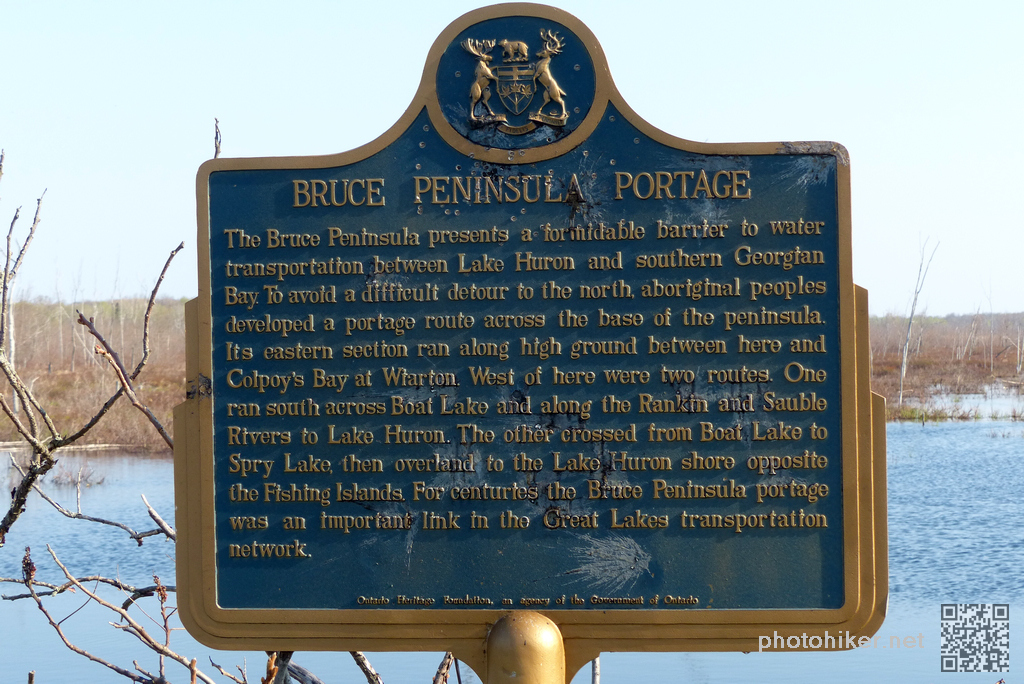 BRUCE PENINSULA PORTAGE
The Bruce Peninsula presents a formidable barrier to water
transportation between Lake Huron and southern Georgian
Bay. To avoid a difficult detour to the north, aboriginal peoples
developed a portage route across the base of the peninsula.
Its eastern section ran along high ground between here and
Colpoy's Bay at Wiarton. West of here were two routes. One
ran south across Boat Lake and along the Rankin and Sauble
Rivers to Lake Huron. The other crossed from Boat Lake to
Spry Lake, then overland to the Lake Huron shore opposite
the Fishing Islands. For centuries the Bruce Peninsula portage
was an important link in the Great Lakes transportation
network.
Ontario Heritage Foundation, an agency of the Government of Ontario
photohiker.net